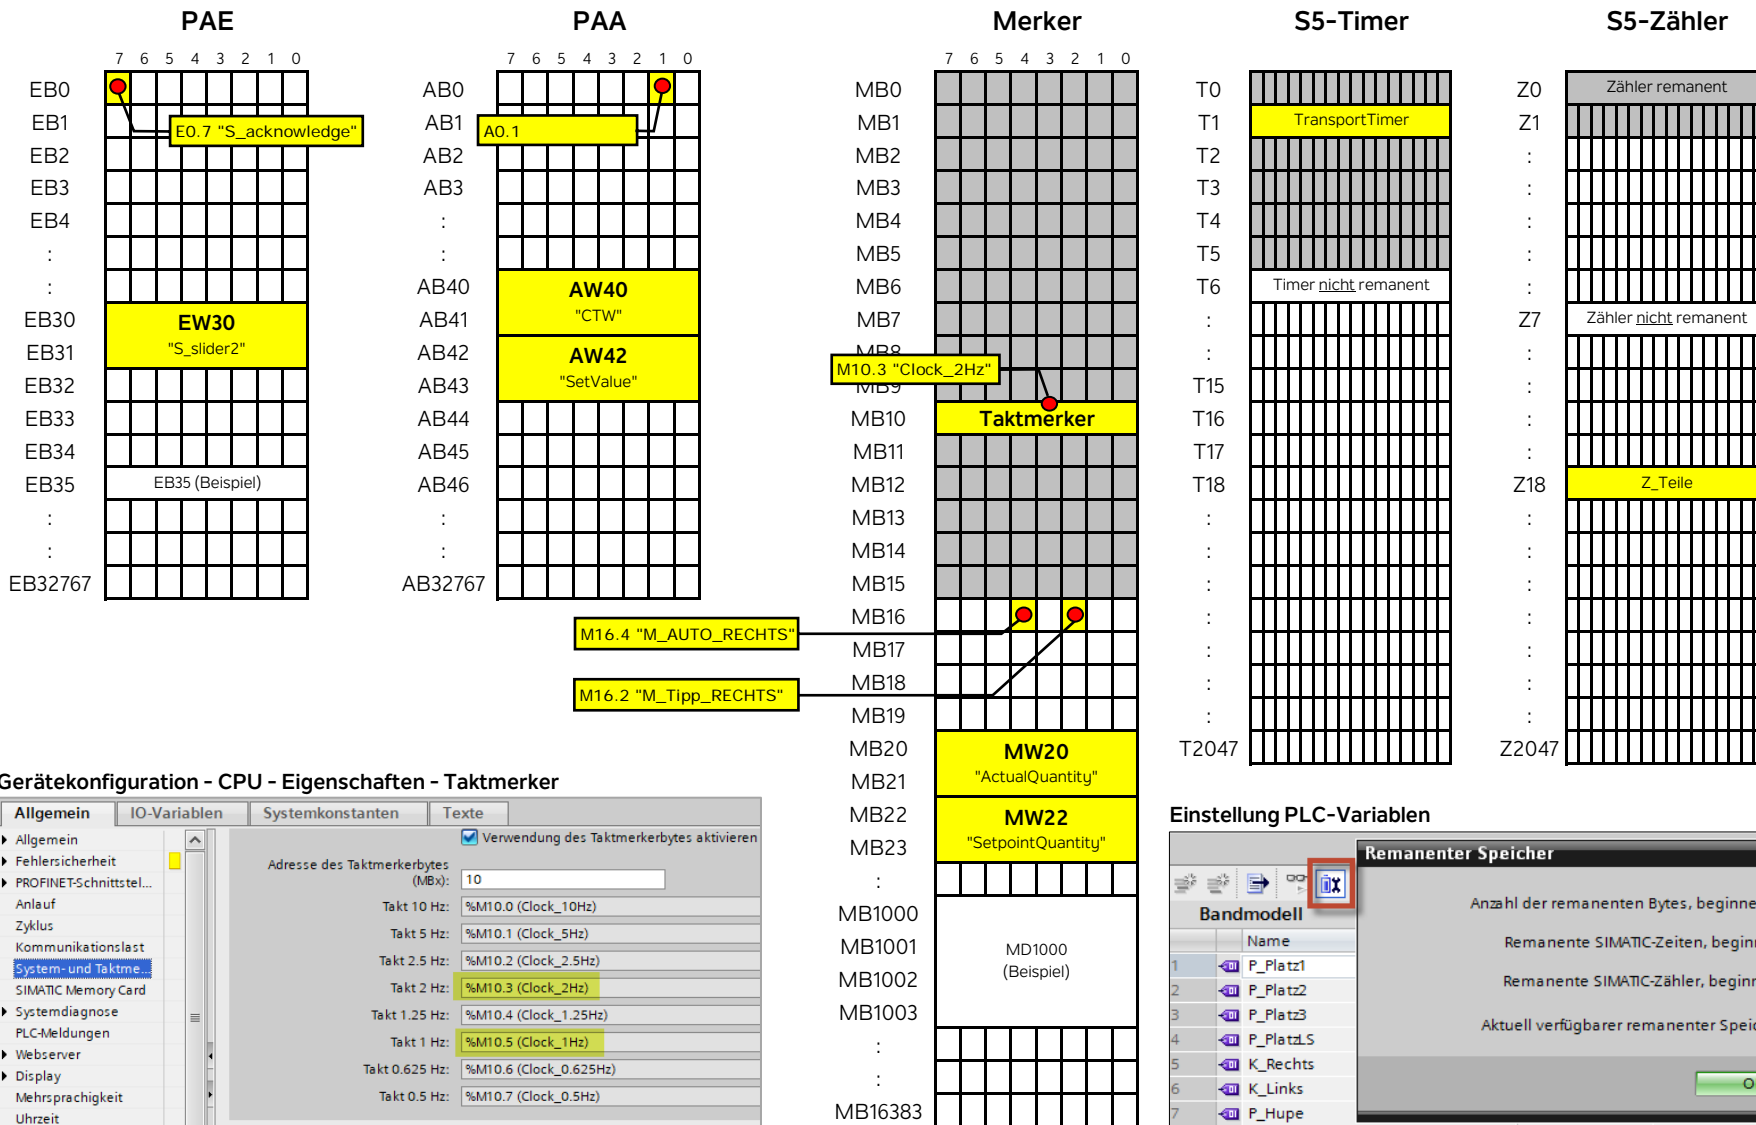 PAE
7 6 5 4 3 2 1 0
EB0
EB1
EB2
EB3
EB4
:
:
EB30
EB31
EB32
EB33
EB34
EB35
:
:
EB32767
E0.7 "S_acknowledge"
EW30
"S_slider2"
EB35 (Beispiel)
PAA
7 6 5 4 3 2 1 0
AB0
AB1
AB2
AB3
:
:
AB40
AB41
AB42
AB43
AB44
AB45
AB46
:
:
AB32767
A0.1
AW40
"CTW"
AW42
"SetValue"
Merker
7 6 5 4 3 2 1 0
MB0
MB1
MB2
MB3
MB4
MB5
MB6
MB7
MB8
MB9
MB10
MB11
MB12
MB13
MB14
MB15
MB16
MB17
MB18
MB19
MB20
MB21
MB22
MB23
:
MB1000
MB1001
MB1002
MB1003
:
:
MB16383
M10.3 "Clock_2Hz"
Taktmerker
M16.4 "M_AUTO_RECHTS"
M16.2 "M_Tipp_RECHTS"
MW20
"ActualQuantity"
MW22
"SetpointQuantity"
MD1000
(Beispiel)
S5-Timer
T0
T1
T2
T3
T4
T5
T6
:
:
T15
T16
T17
T18
:
:
:
:
:
:
:
T2047
TransportTimer
Timer nicht remanent
S5-Zähler
Z0
Z1
:
:
:
:
:
Z7
:
:
:
:
Z18
:
:
:
:
:
:
:
Z2047
Zähler remanent
Zähler nicht remanent
Z_Teile
Gerätekonfiguration - CPU - Eigenschaften - Taktmerker
Allgemein IO-Variablen Systemkonstanten Texte
Allgemein
Fehlersicherheit
PROFINET-Schnittstel...
Anlauf
Zyklus
Kommunikationslast
System- und Taktme...
SIMATIC Memory Card
Systemdiagnose
PLC-Meldungen
Webserver
Display
Mehrsprachigkeit
Uhrzeit
Verwendung des Taktmerkerbytes aktivieren
Adresse des Taktmerkerbytes
(MBx): 10
Takt 10 Hz: %M10.0 (Clock_10Hz)
Takt 5 Hz: %M10.1 (Clock_5Hz)
Takt 2.5 Hz: %M10.2 (Clock_2.5Hz)
Takt 2 Hz: %M10.3 (Clock_2Hz)
Takt 1.25 Hz: %M10.4 (Clock_1.25Hz)
Takt 1 Hz: %M10.5 (Clock_1Hz)
Takt 0.625 Hz: %M10.6 (Clock_0.625Hz)
Takt 0.5 Hz: %M10.7 (Clock_0.5Hz)
Einstellung PLC-Variablen
Bandmodell
Name
1 P_Platz1
2 P_Platz2
3 P_Platz3
4 P_PlatzLS
5 K_Rechts
6 K_Links
7 P_Hupe
Remanenter Speicher
Anzahl der remanenten Bytes, beginne
Remanente SIMATIC-Zeiten, beginn
Remanente SIMATIC-Zähler, beginn
Aktuell verfügbarer remanenter Speic
O